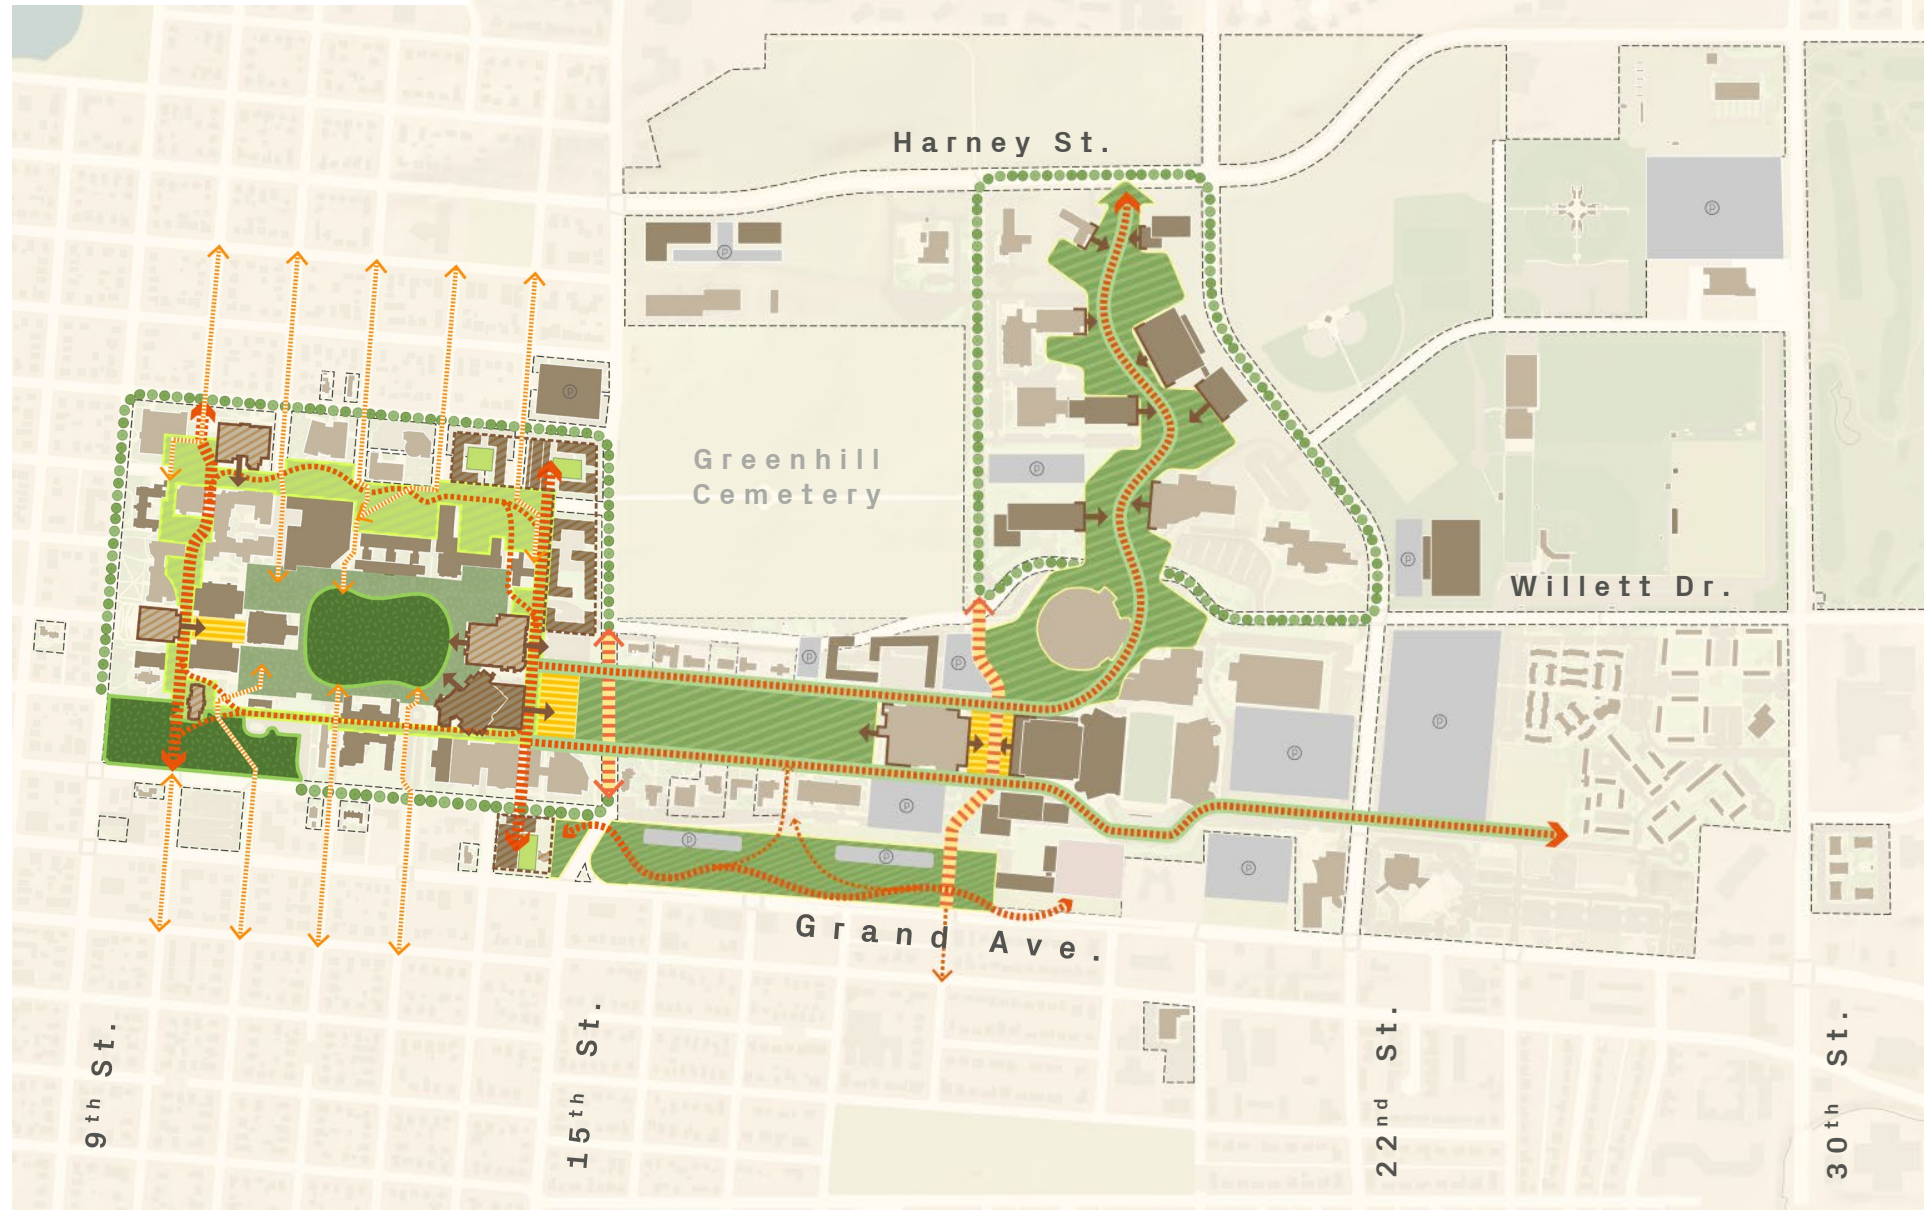 Harney St.
P
P
P
Greenhill
Cemetery
P
P
Willett Dr.
P
P
P
P
P
P
P
P
Grand Ave.
9th St.
15th St.
22nd St.
30th St.